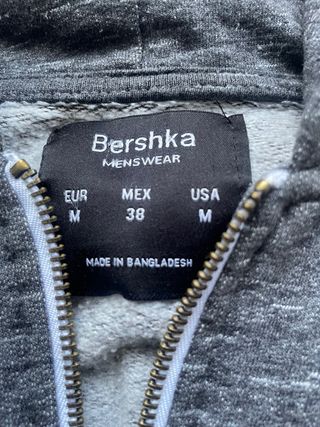 Bershka
MENSWEAR
EUR MEX USA
M 38 M
MADE IN BANGLADESH